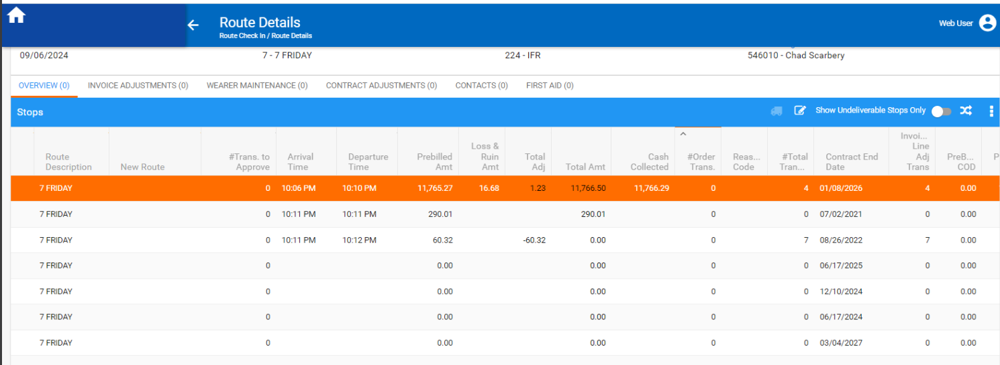 Route Details
Route Check In / Route Details
Web User
09/06/2024 7 - 7 FRIDAY 224 - IFR 546010 - Chad Scarbery
OVERVIEW (0) INVOICE ADJUSTMENTS (0) WEARER MAINTENANCE (0) CONTRACT ADJUSTMENTS (0) CONTACTS (0) FIRST AID (0)
Stops Show Undeliverable Stops Only
Route Description New Route #Trans. to Approve Arrival Time Departure Time Prebilled Amt Loss & Ruin Amt Total Adj Total Amt Cash Collected #Order Trans. Reas... Code #Total Tran... Contract End Date Invoi... Line Adj Trans PreB... COD P
7 FRIDAY 0 10:06 PM 10:10 PM 11,765.27 16.68 1.23 11,766.50 11,766.29 0 4 01/08/2026 4 0.00
7 FRIDAY 0 10:11 PM 10:11 PM 290.01 290.01 0 0 07/02/2021 0 0.00
7 FRIDAY 0 10:11 PM 10:12 PM 60.32 -60.32 0.00 0 7 08/26/2022 7 0.00
7 FRIDAY 0 0.00 0.00 0 0 06/17/2025 0 0.00
7 FRIDAY 0 0.00 0.00 0 0 12/10/2024 0 0.00
7 FRIDAY 0 0.00 0.00 0 0 06/17/2024 0 0.00
7 FRIDAY 0 0.00 0.00 0 0 03/04/2027 0 0.00